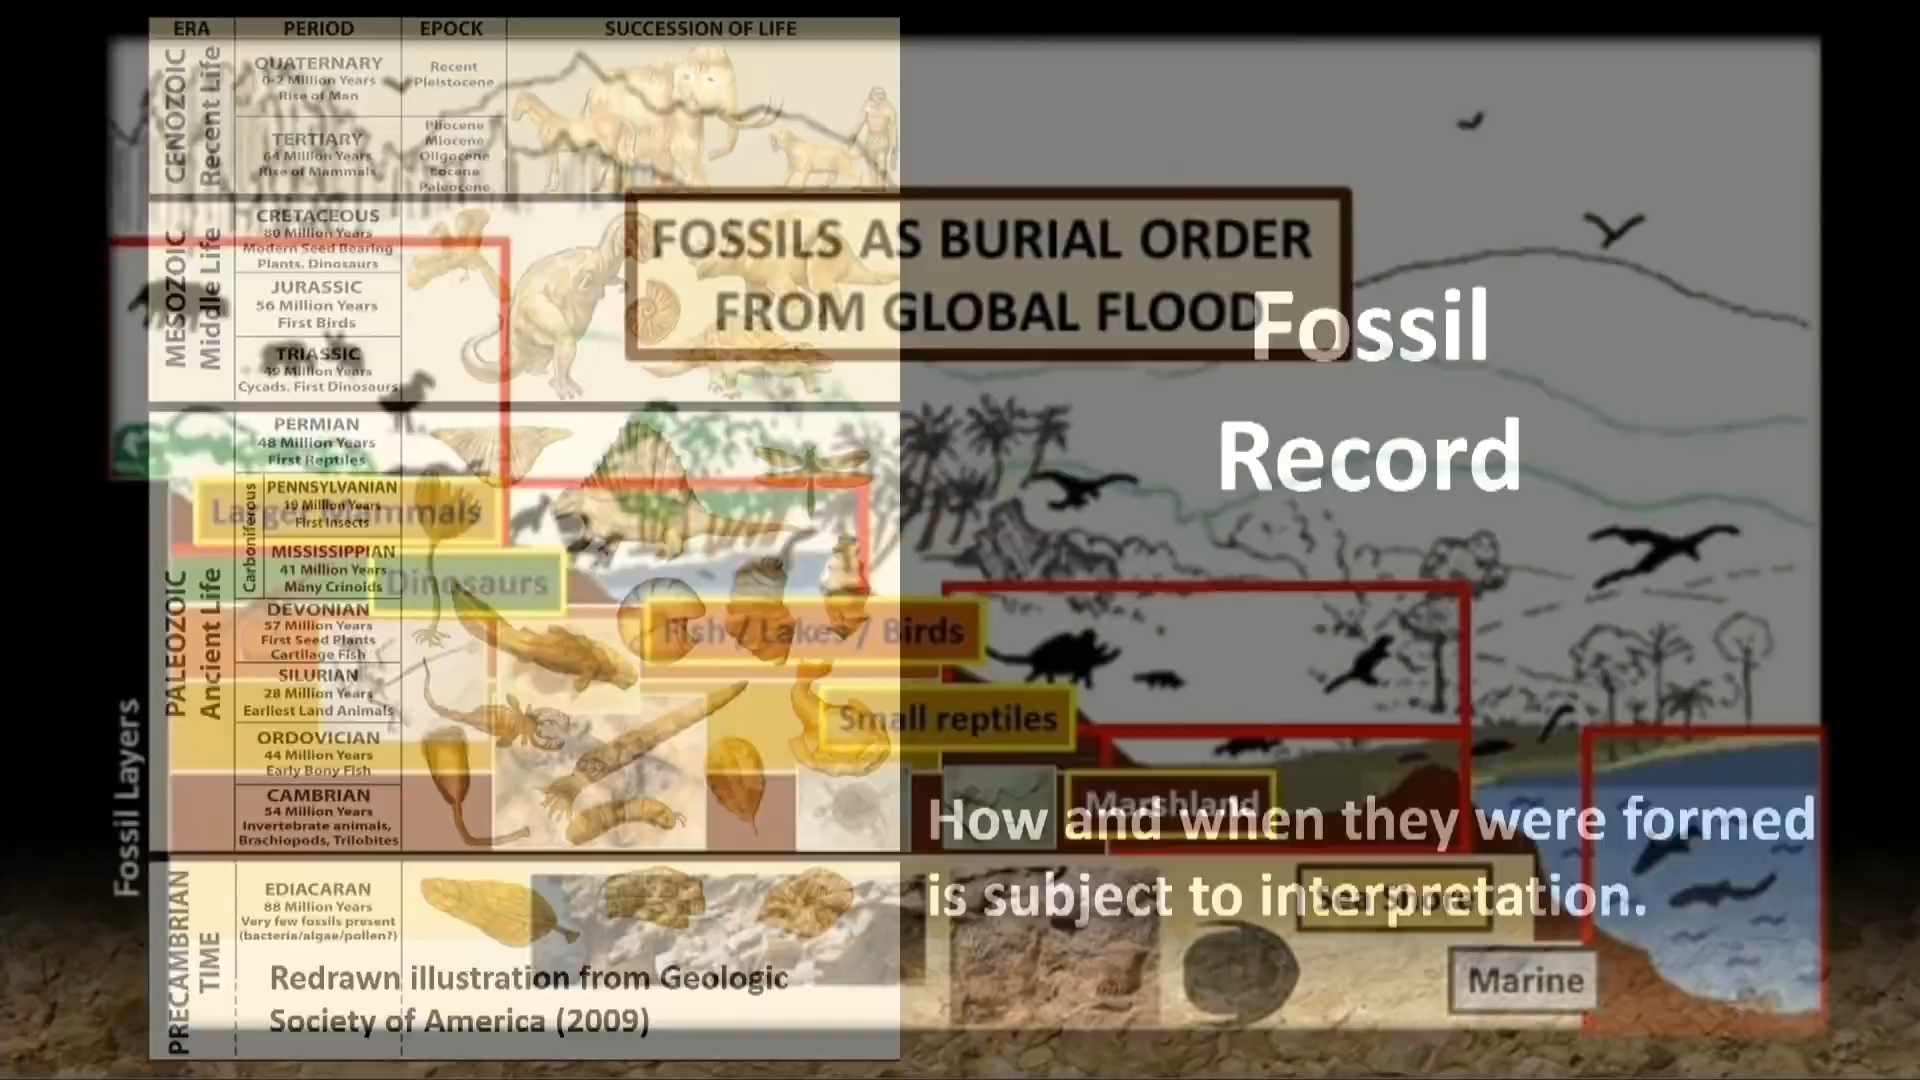 ERA PERIOD EPOCH SUCCESSION OF LIFE
CENOZOIC
Recent Life
QUATERNARY
0-2 Million Years
Rise of Man
Recent
Pleistocene
TERTIARY
64 Million Years
Rise of Mammals
Pliocene
Miocene
Oligocene
Eocene
Paleocene
MESOZOIC
Middle Life
CRETACEOUS
80 Million Years
Modern Seed Bearing
Plants. Dinosaurs
JURASSIC
56 Million Years
First Birds
TRIASSIC
49 Million Years
Cycads. First Dinosaurs
FOSSILS AS BURIAL ORDER
FROM GLOBAL FLOOD
Fossil
Record
PALEOZOIC
Ancient Life
PERMIAN
48 Million Years
First Reptiles
Carboniferous
PENNSYLVANIAN
19 Million Years
First Insects
MISSISSIPPIAN
41 Million Years
Many Crinoids
DEVONIAN
57 Million Years
First Seed Plants
Cartilage Fish
SILURIAN
28 Million Years
Earliest Land Animals
ORDOVICIAN
44 Million Years
Early Bony Fish
CAMBRIAN
54 Million Years
Invertebrate animals,
Brachiopods, Trilobites
Larger Mammals
Dinosaurs
Fish / Lakes / Birds
Small reptiles
Marshland
Sea Shore
Marine
Fossil Layers
How and when they were formed
is subject to interpretation.
PRECAMBRIAN
TIME
EDIACARAN
88 Million Years
Very few fossils present
(bacteria/algae/pollen?)
Redrawn illustration from Geologic
Society of America (2009)